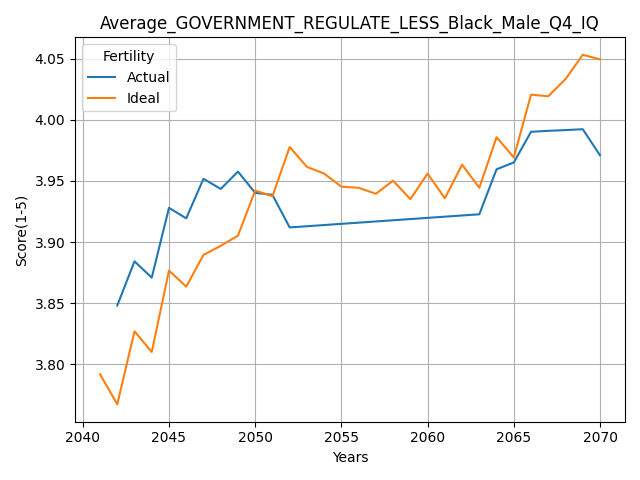 Average_GOVERNMENT_REGULATE_LESS_Black_Male_Q4_IQ
Fertility
Actual
Ideal
4.05
4.00
3.95
3.90
3.85
3.80
Score(1-5)
2040
2045
2050
2055
2060
2065
2070
Years